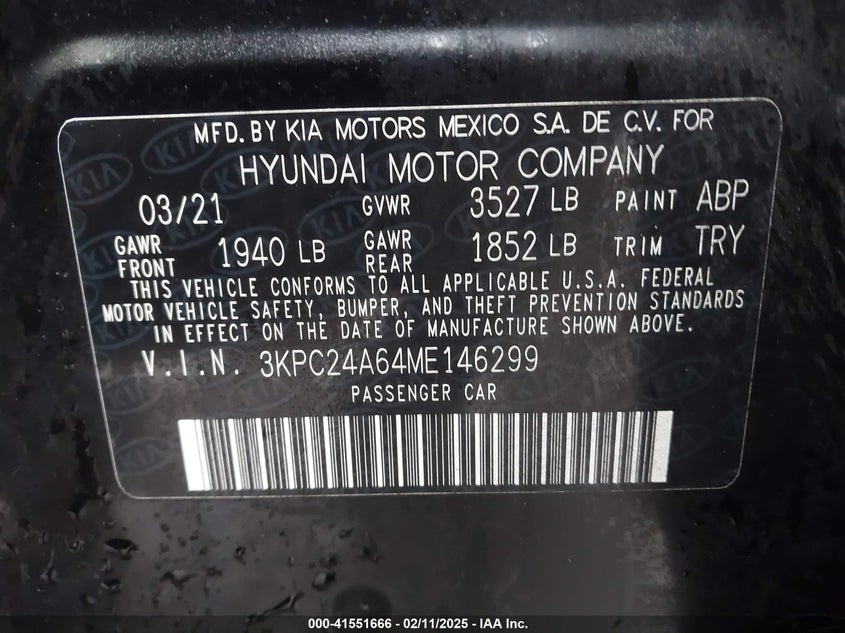 MFD. BY KIA MOTORS MEXICO S.A. DE C.V. FOR
HYUNDAI MOTOR COMPANY
03/21 GVWR 3527 LB PAINT ABP
GAWR FRONT 1940 LB GAWR REAR 1852 LB TRIM TRY
THIS VEHICLE CONFORMS TO ALL APPLICABLE U.S.A. FEDERAL
MOTOR VEHICLE SAFETY, BUMPER, AND THEFT PREVENTION STANDARDS
IN EFFECT ON THE DATE OF MANUFACTURE SHOWN ABOVE.
V.I.N. 3KPC24A64ME146299
PASSENGER CAR
000-41551666 - 02/11/2025 - IAA Inc.